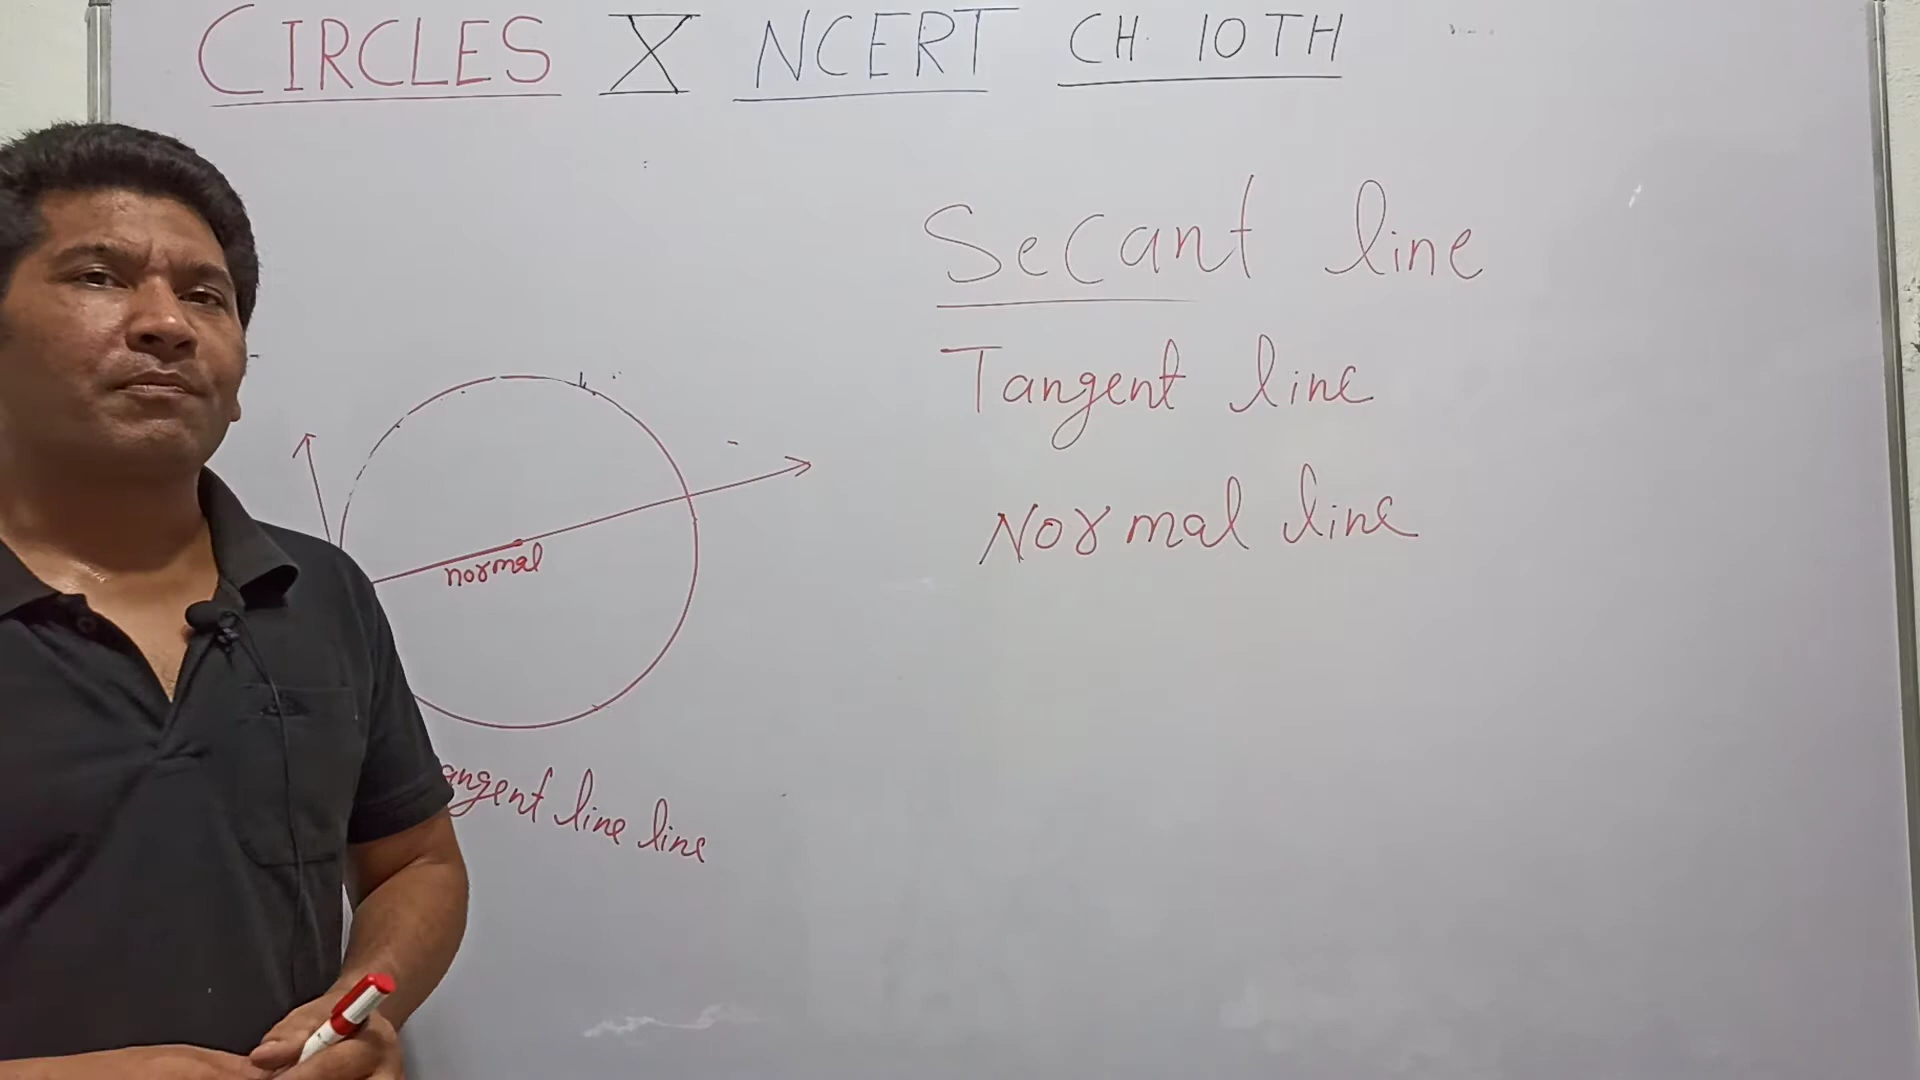 CIRCLES X NCERT CH. 10TH
Secant line
Tangent line
Normal line
normal
angent line line